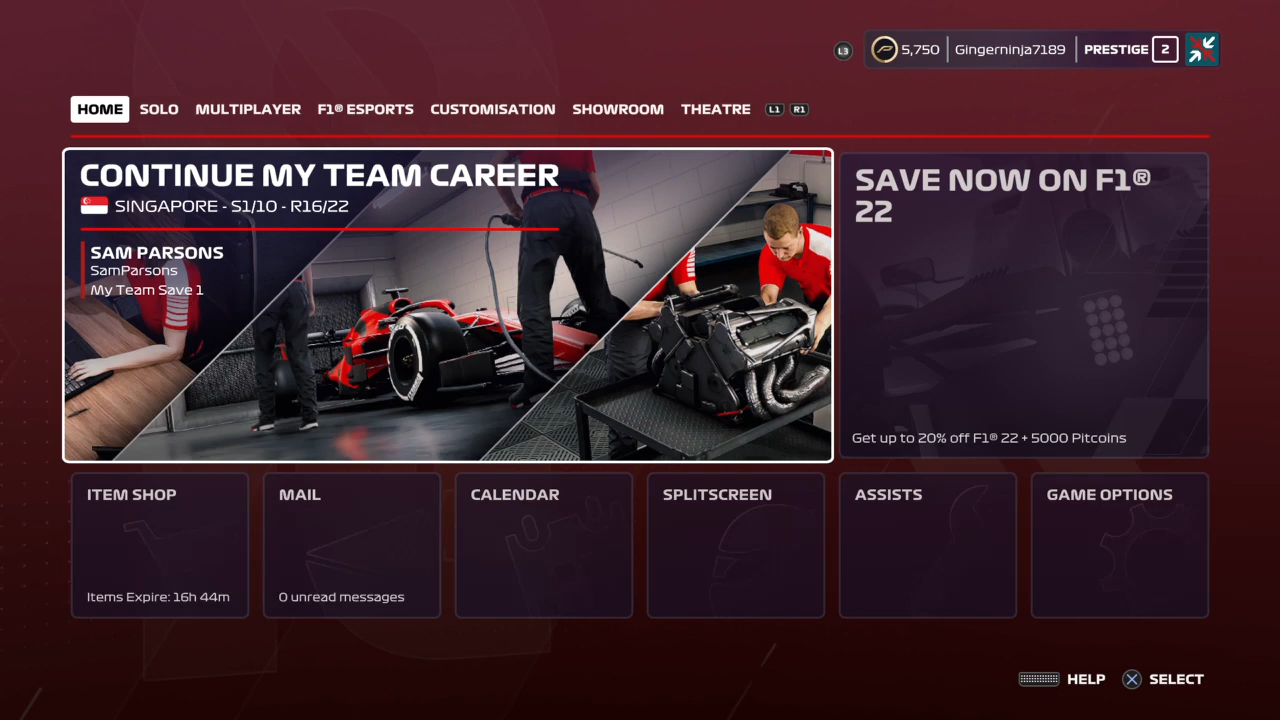 L3 5,750 Gingerninja7189 PRESTIGE 2
HOME SOLO MULTIPLAYER F1® ESPORTS CUSTOMISATION SHOWROOM THEATRE L1 R1
CONTINUE MY TEAM CAREER
SINGAPORE - S1/10 - R16/22
SAM PARSONS
SamParsons
My Team Save 1
SAVE NOW ON F1®
22
Get up to 20% off F1® 22 + 5000 Pitcoins
ITEM SHOP
Items Expire: 16h 44m
MAIL
0 unread messages
CALENDAR
SPLITSCREEN
ASSISTS
GAME OPTIONS
HELP SELECT